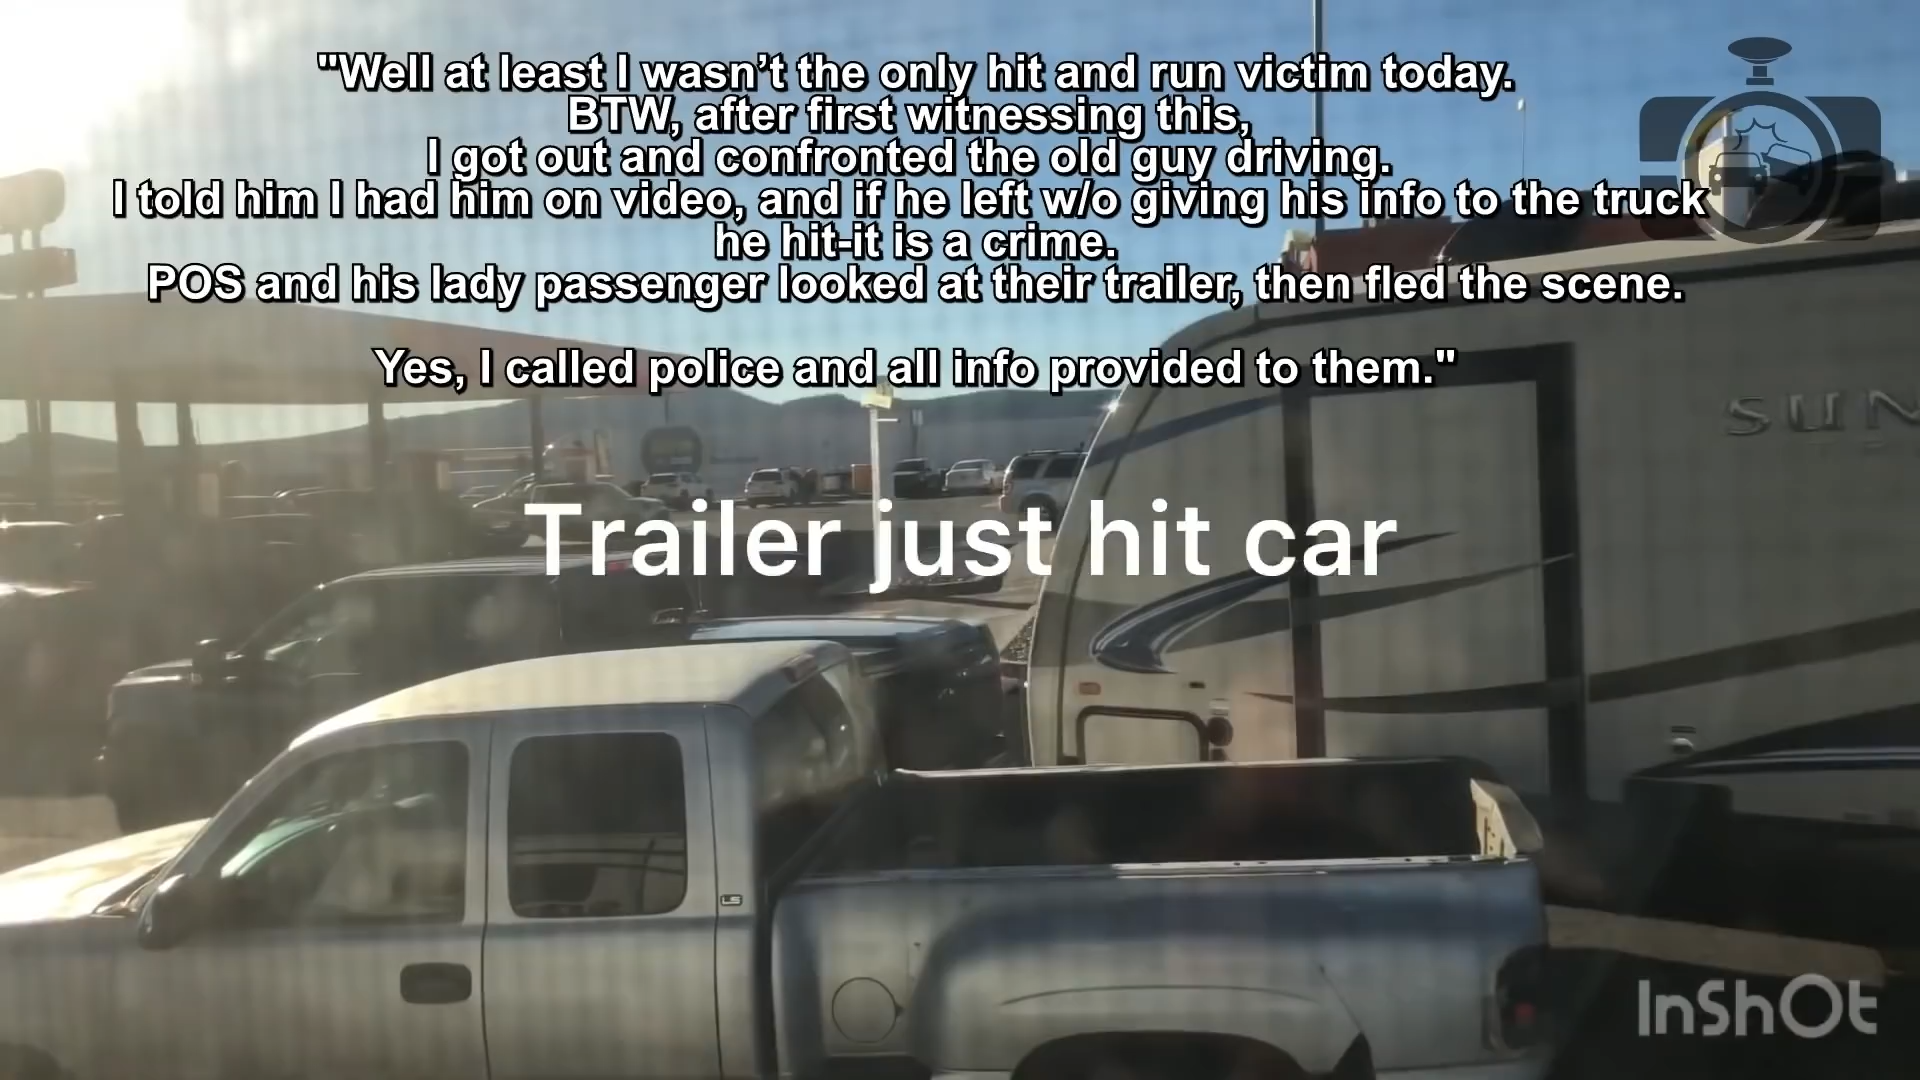 "Well at least I wasn’t the only hit and run victim today.
BTW, after first witnessing this,
I got out and confronted the old guy driving.
I told him I had him on video, and if he left w/o giving his info to the truck
he hit-it is a crime.
POS and his lady passenger looked at their trailer, then fled the scene.
Yes, I called police and all info provided to them."
SUN
Trailer just hit car
LS
InShOt